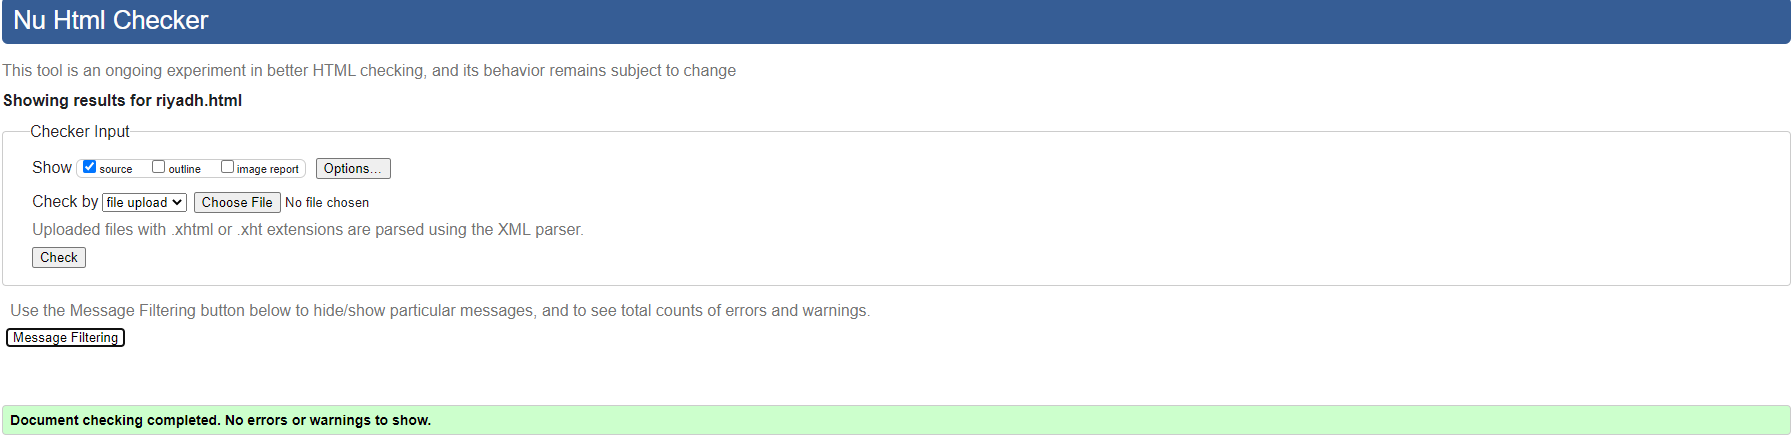 Nu Html Checker
This tool is an ongoing experiment in better HTML checking, and its behavior remains subject to change
Showing results for riyadh.html
Checker Input
Show source outline image report Options...
Check by file upload Choose File No file chosen
Uploaded files with .xhtml or .xht extensions are parsed using the XML parser.
Check
Use the Message Filtering button below to hide/show particular messages, and to see total counts of errors and warnings.
Message Filtering
Document checking completed. No errors or warnings to show.